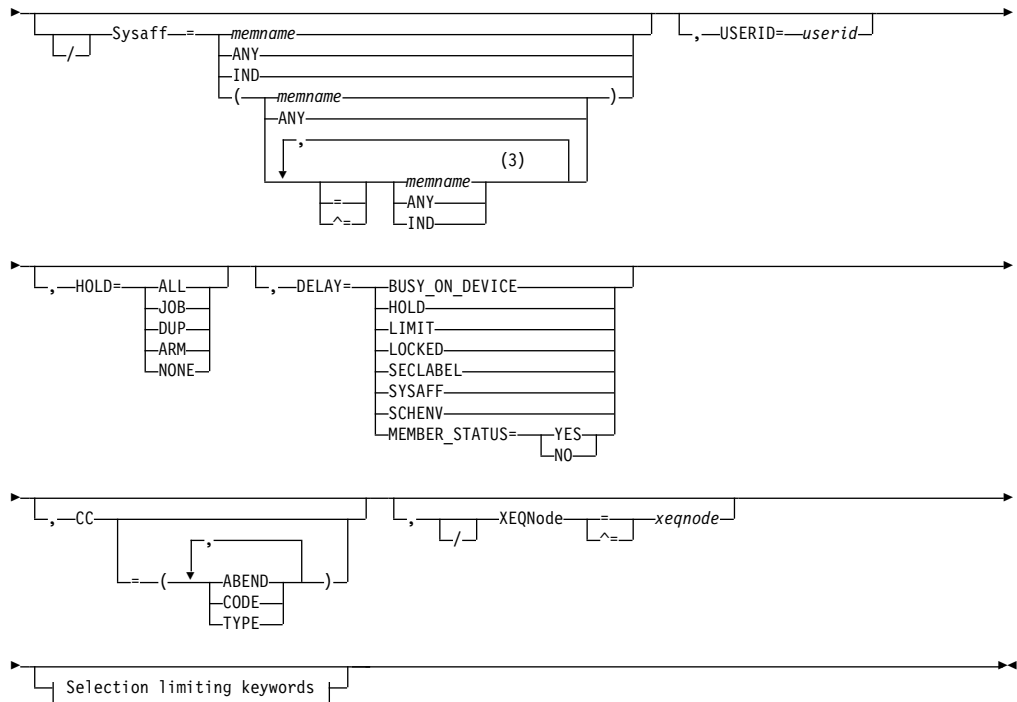 / Sysaff = memname , USERID= userid
ANY
IND
( memname )
ANY
, (3)
= memname
^= ANY
IND
, HOLD= ALL , DELAY= BUSY_ON_DEVICE
JOB HOLD
DUP LIMIT
ARM LOCKED
NONE SECLABEL
SYSAFF
SCHENV
MEMBER_STATUS= YES
NO
, CC , / XEQNode = xeqnode
^=
,
= ( ABEND )
CODE
TYPE
Selection limiting keywords